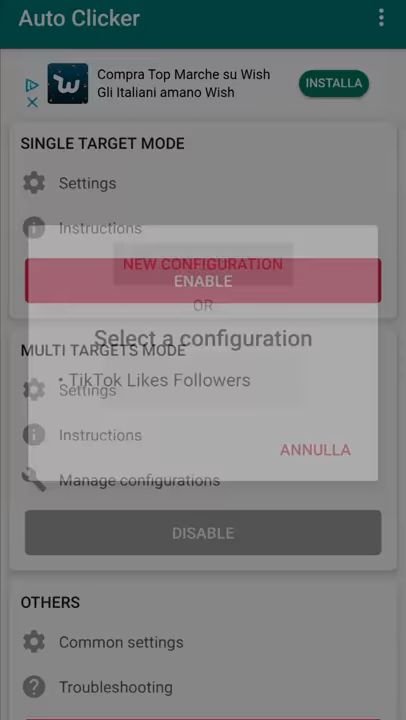 Auto Clicker
Compra Top Marche su Wish
Gli Italiani amano Wish
INSTALLA
SINGLE TARGET MODE
Settings
Instructions
NEW CONFIGURATION
ENABLE
OR
Select a configuration
MULTI TARGETS MODE
• TikTok Likes Followers
Settings
Instructions
ANNULLA
Manage configurations
DISABLE
OTHERS
Common settings
Troubleshooting